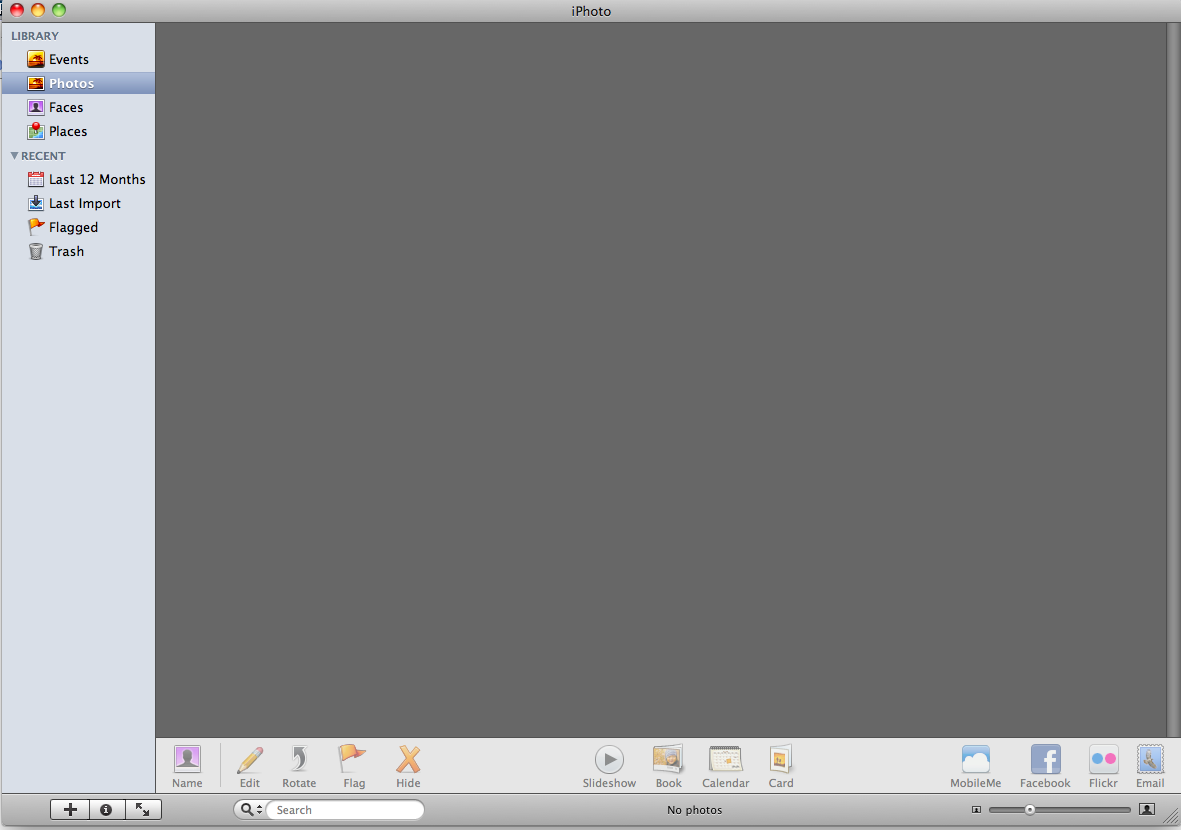 iPhoto
LIBRARY
Events
Photos
Faces
Places
RECENT
Last 12 Months
Last Import
Flagged
Trash
Name Edit Rotate Flag Hide Slideshow Book Calendar Card MobileMe Facebook Flickr Email
Search No photos